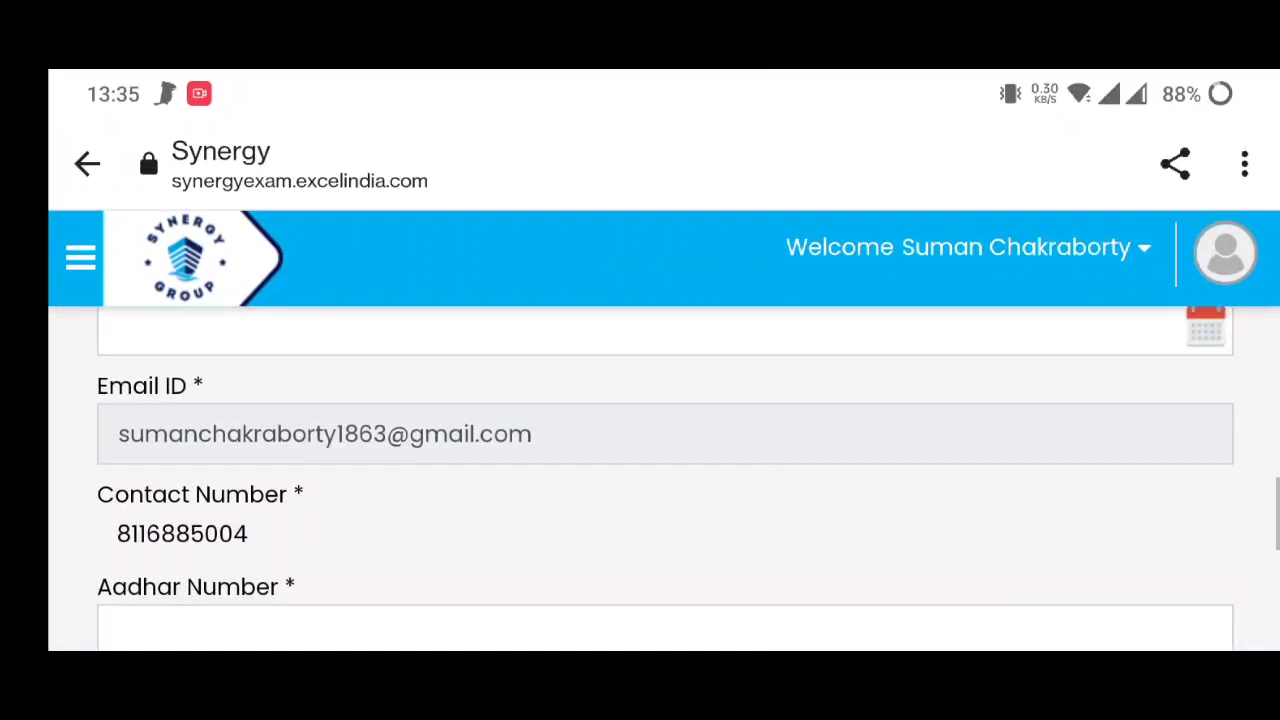 13:35
0.30
KB/S
88%
Synergy
synergyexam.excelindia.com
SYNERGY
GROUP
Welcome Suman Chakraborty
Email ID *
sumanchakraborty1863@gmail.com
Contact Number *
8116885004
Aadhar Number *